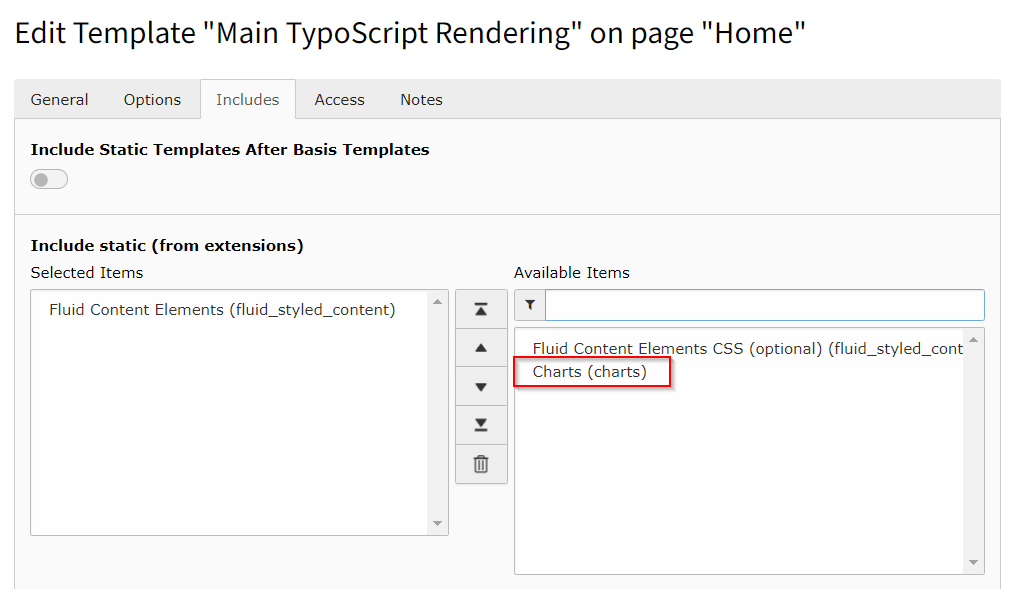 Edit Template "Main TypoScript Rendering" on page "Home"
General Options Includes Access Notes
Include Static Templates After Basis Templates
Include static (from extensions)
Selected Items
Available Items
Fluid Content Elements (fluid_styled_content)
Fluid Content Elements CSS (optional) (fluid_styled_cont
Charts (charts)